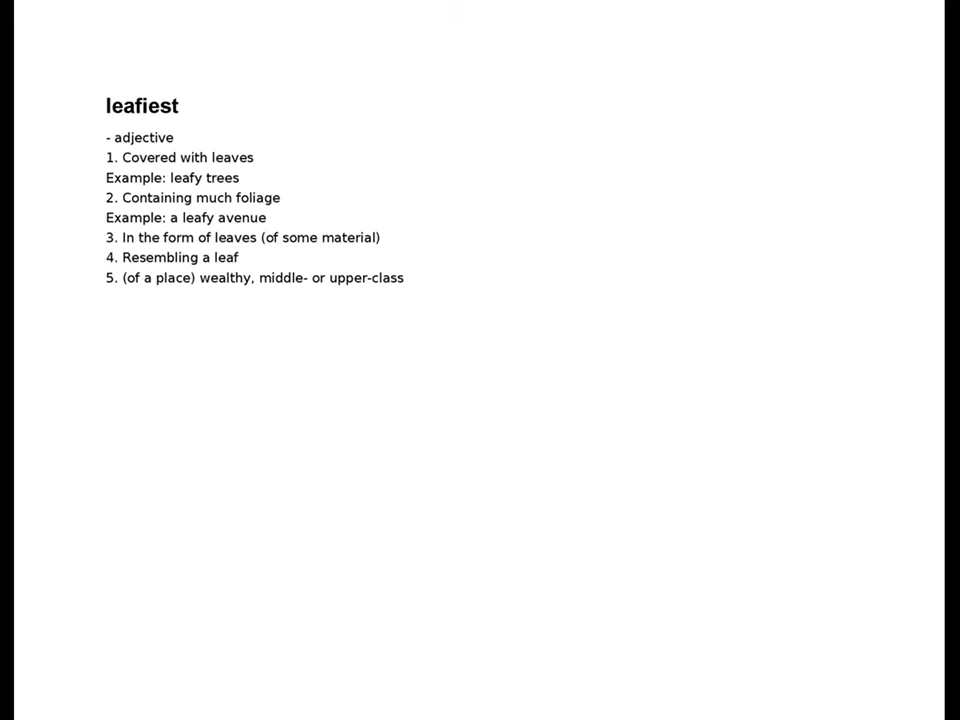 leafiest
- adjective
1. Covered with leaves
Example: leafy trees
2. Containing much foliage
Example: a leafy avenue
3. In the form of leaves (of some material)
4. Resembling a leaf
5. (of a place) wealthy, middle- or upper-class